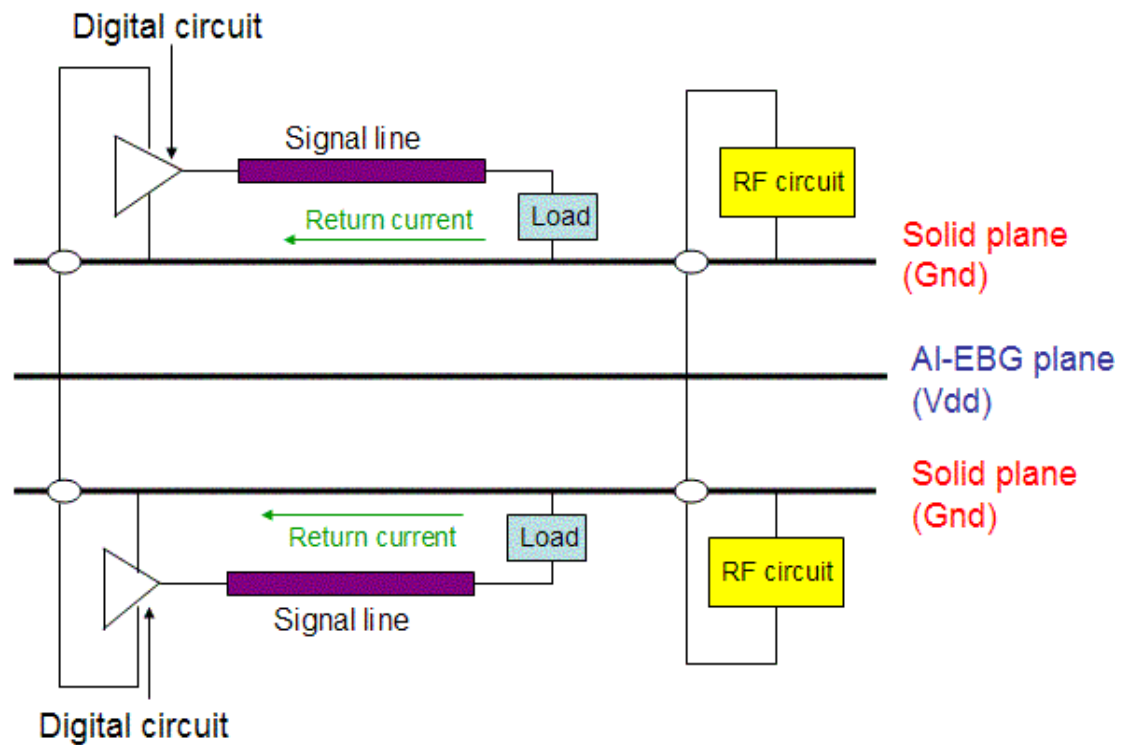 Digital circuit
Signal line
RF circuit
Load
Return current
Solid plane
(Gnd)
AI-EBG plane
(Vdd)
Solid plane
(Gnd)
Load
Return current
RF circuit
Signal line
Digital circuit